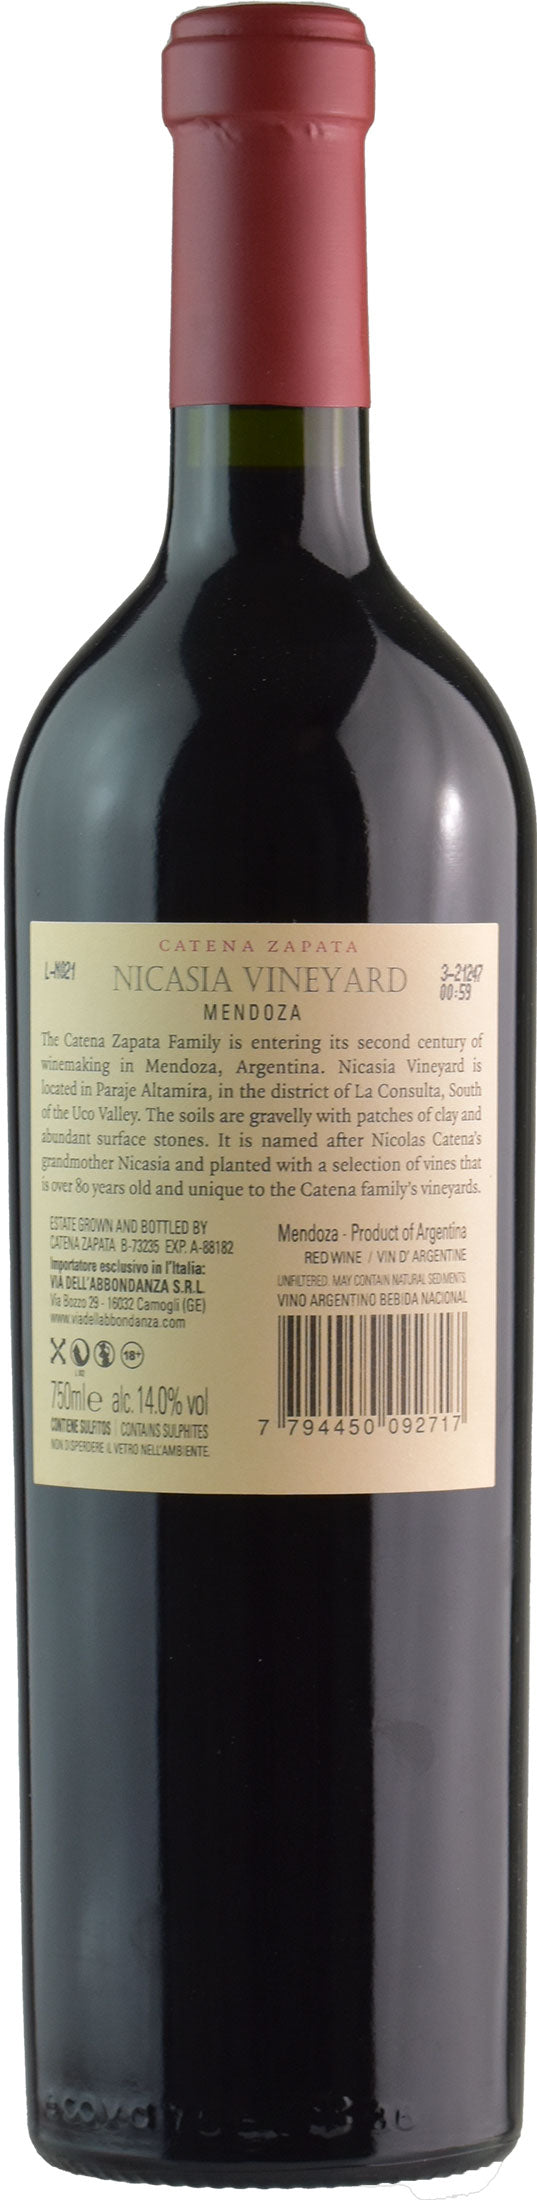 CATENA ZAPATA
L-N021
NICASIA VINEYARD
3-21247
00:59
MENDOZA
The Catena Zapata Family is entering its second century of
winemaking in Mendoza, Argentina. Nicasia Vineyard is
located in Paraje Altamira, in the district of La Consulta, South
of the Uco Valley. The soils are gravelly with patches of clay and
abundant surface stones. It is named after Nicolas Catena's
grandmother Nicasia and planted with a selection of vines that
is over 80 years old and unique to the Catena family's vineyards.
ESTATE GROWN AND BOTTLED BY
CATENA ZAPATA B-73235 EXP. A-88182
Importatore esclusivo in l'Italia:
VIA DELL'ABBONDANZA S.R.L.
Via Bozzo 29 - 16032 Camogli (GE)
www.viadellabbondanza.com
18+
750ml e alc. 14.0% vol
CONTIENE SULFITOS | CONTAINS SULPHITES
NON DISPERDERE IL VETRO NELL'AMBIENTE.
Mendoza - Product of Argentina
RED WINE / VIN D' ARGENTINE
UNFILTERED. MAY CONTAIN NATURAL SEDIMENTS.
VINO ARGENTINO BEBIDA NACIONAL
7 794450 092717